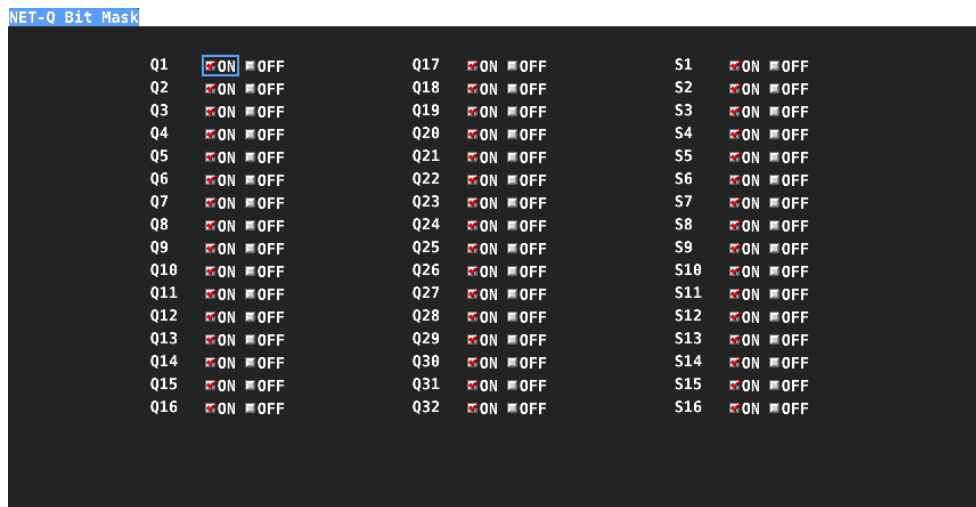 NET-Q Bit Mask
Q1 ON OFF Q17 ON OFF S1 ON OFF
Q2 ON OFF Q18 ON OFF S2 ON OFF
Q3 ON OFF Q19 ON OFF S3 ON OFF
Q4 ON OFF Q20 ON OFF S4 ON OFF
Q5 ON OFF Q21 ON OFF S5 ON OFF
Q6 ON OFF Q22 ON OFF S6 ON OFF
Q7 ON OFF Q23 ON OFF S7 ON OFF
Q8 ON OFF Q24 ON OFF S8 ON OFF
Q9 ON OFF Q25 ON OFF S9 ON OFF
Q10 ON OFF Q26 ON OFF S10 ON OFF
Q11 ON OFF Q27 ON OFF S11 ON OFF
Q12 ON OFF Q28 ON OFF S12 ON OFF
Q13 ON OFF Q29 ON OFF S13 ON OFF
Q14 ON OFF Q30 ON OFF S14 ON OFF
Q15 ON OFF Q31 ON OFF S15 ON OFF
Q16 ON OFF Q32 ON OFF S16 ON OFF